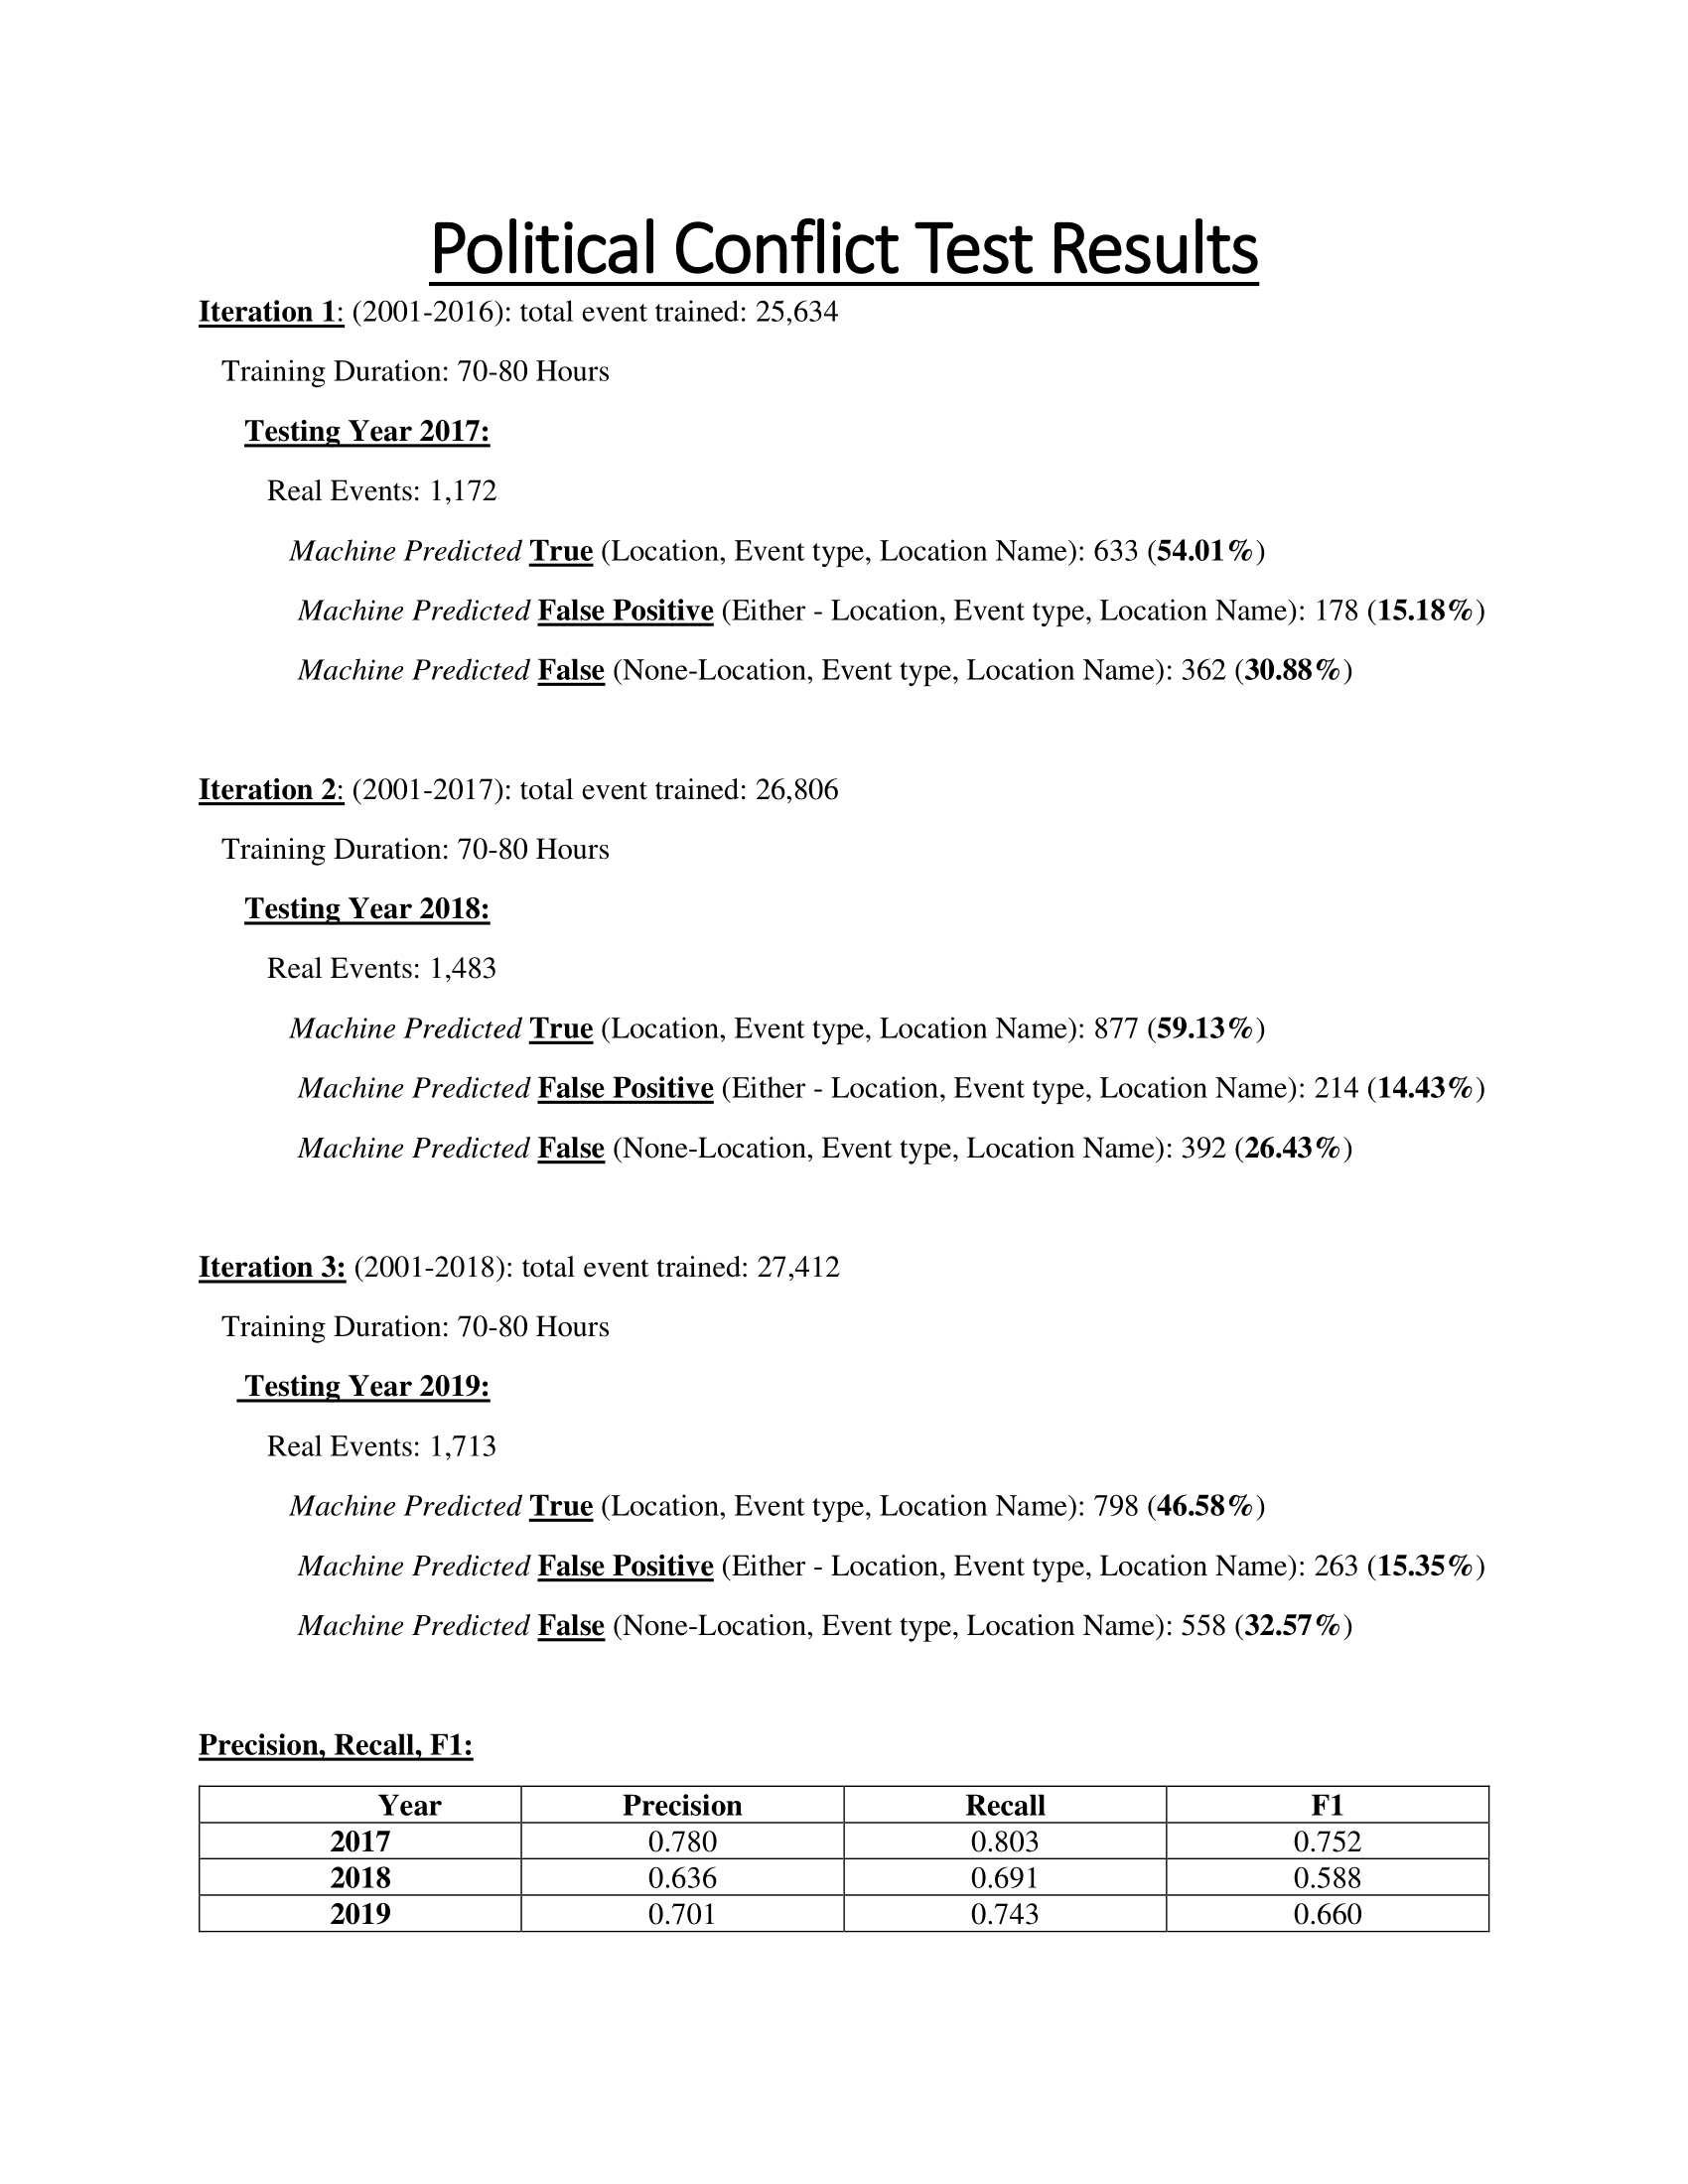 Political Conflict Test Results
Iteration 1: (2001-2016): total event trained: 25,634
Training Duration: 70-80 Hours
Testing Year 2017:
Real Events: 1,172
Machine Predicted True (Location, Event type, Location Name): 633 (54.01%)
Machine Predicted False Positive (Either - Location, Event type, Location Name): 178 (15.18%)
Machine Predicted False (None-Location, Event type, Location Name): 362 (30.88%)
Iteration 2: (2001-2017): total event trained: 26,806
Training Duration: 70-80 Hours
Testing Year 2018:
Real Events: 1,483
Machine Predicted True (Location, Event type, Location Name): 877 (59.13%)
Machine Predicted False Positive (Either - Location, Event type, Location Name): 214 (14.43%)
Machine Predicted False (None-Location, Event type, Location Name): 392 (26.43%)
Iteration 3: (2001-2018): total event trained: 27,412
Training Duration: 70-80 Hours
Testing Year 2019:
Real Events: 1,713
Machine Predicted True (Location, Event type, Location Name): 798 (46.58%)
Machine Predicted False Positive (Either - Location, Event type, Location Name): 263 (15.35%)
Machine Predicted False (None-Location, Event type, Location Name): 558 (32.57%)
Precision, Recall, F1:
Year Precision Recall F1
2017 0.780 0.803 0.752
2018 0.636 0.691 0.588
2019 0.701 0.743 0.660